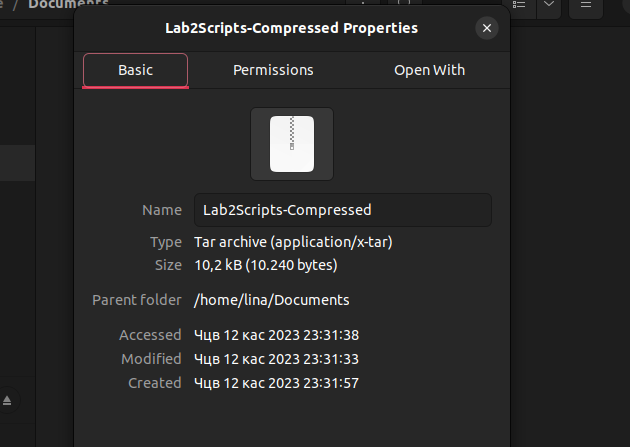 / Documents
Lab2Scripts-Compressed Properties
Basic
Permissions
Open With
Name Lab2Scripts-Compressed
Type Tar archive (application/x-tar)
Size 10,2 kB (10.240 bytes)
Parent folder /home/lina/Documents
Accessed Чцв 12 кас 2023 23:31:38
Modified Чцв 12 кас 2023 23:31:33
Created Чцв 12 кас 2023 23:31:57